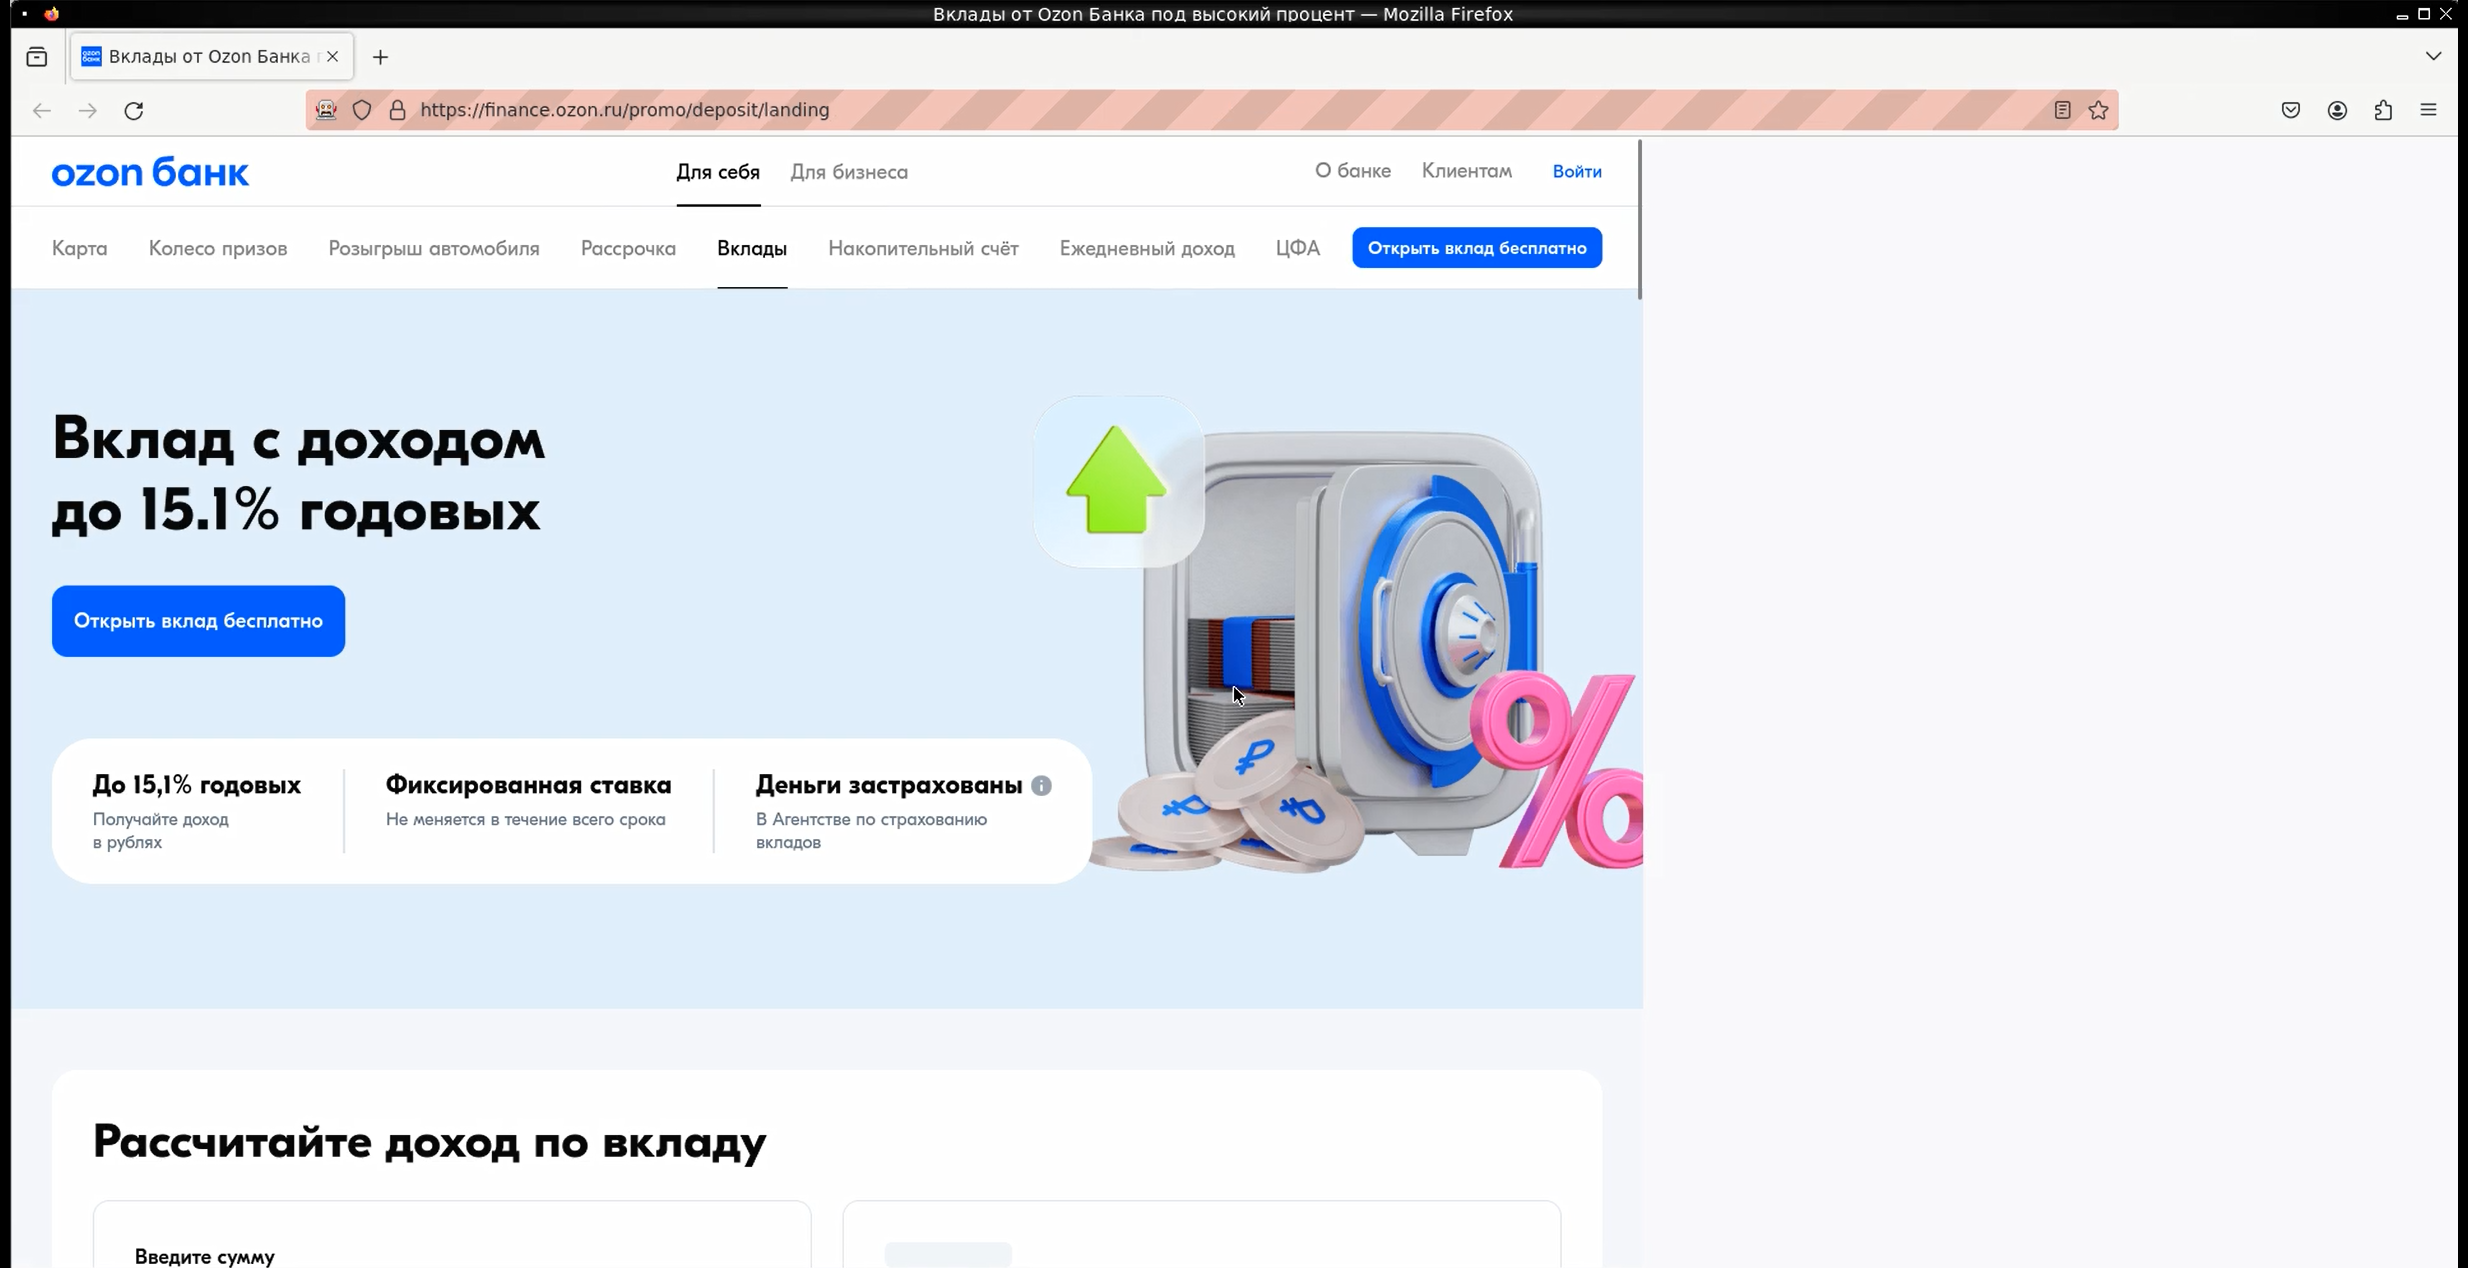 Вклады от Ozon Банка под высокий процент — Mozilla Firefox
ozon банк
Вклады от Ozon Банка
https://finance.ozon.ru/promo/deposit/landing
ozon банк
Для себя
Для бизнеса
О банке
Клиентам
Войти
Карта
Колесо призов
Розыгрыш автомобиля
Рассрочка
Вклады
Накопительный счёт
Ежедневный доход
ЦФА
Открыть вклад бесплатно
Вклад с доходом
до 15.1% годовых
Открыть вклад бесплатно
До 15,1% годовых
Получайте доход
в рублях
Фиксированная ставка
Не меняется в течение всего срока
Деньги застрахованы
В Агентстве по страхованию
вкладов
%
Рассчитайте доход по вкладу
Введите сумму